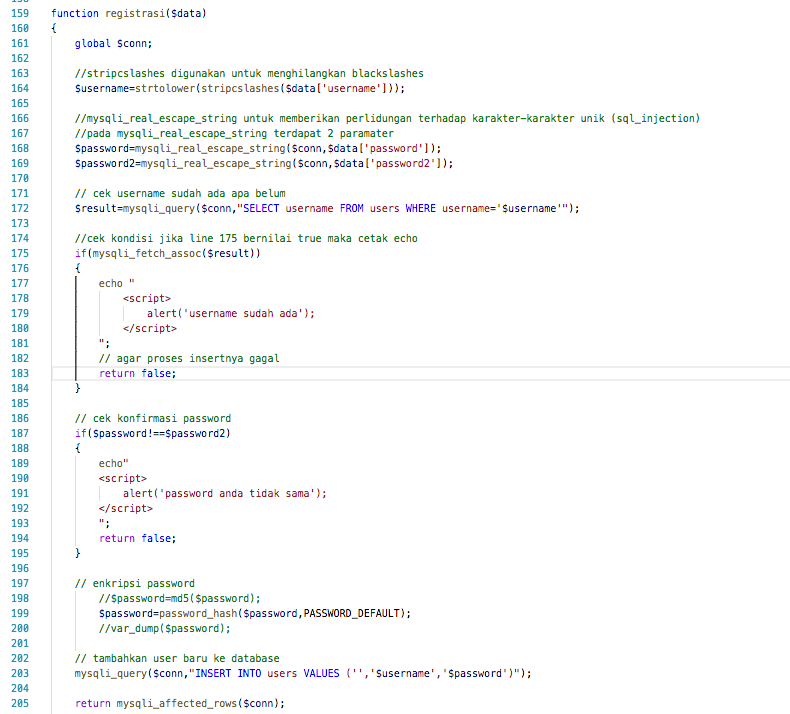 159 function registrasi($data)
160 {
161 global $conn;
162
163 //stripcslashes digunakan untuk menghilangkan blackslashes
164 $username=strtolower(stripcslashes($data['username']));
165
166 //mysqli_real_escape_string untuk memberikan perlidungan terhadap karakter-karakter unik (sql_injection)
167 //pada mysqli_real_escape_string terdapat 2 paramater
168 $password=mysqli_real_escape_string($conn,$data['password']);
169 $password2=mysqli_real_escape_string($conn,$data['password2']);
170
171 // cek username sudah ada apa belum
172 $result=mysqli_query($conn,"SELECT username FROM users WHERE username='$username'");
173
174 //cek kondisi jika line 175 bernilai true maka cetak echo
175 if(mysqli_fetch_assoc($result))
176 {
177 echo "
178 <script>
179 alert('username sudah ada');
180 </script>
181 ";
182 // agar proses insertnya gagal
183 return false;
184 }
185
186 // cek konfirmasi password
187 if($password!==$password2)
188 {
189 echo"
190 <script>
191 alert('password anda tidak sama');
192 </script>
193 ";
194 return false;
195 }
196
197 // enkripsi password
198 //$password=md5($password);
199 $password=password_hash($password,PASSWORD_DEFAULT);
200 //var_dump($password);
201
202 // tambahkan user baru ke database
203 mysqli_query($conn,"INSERT INTO users VALUES ('','$username','$password')");
204
205 return mysqli_affected_rows($conn);